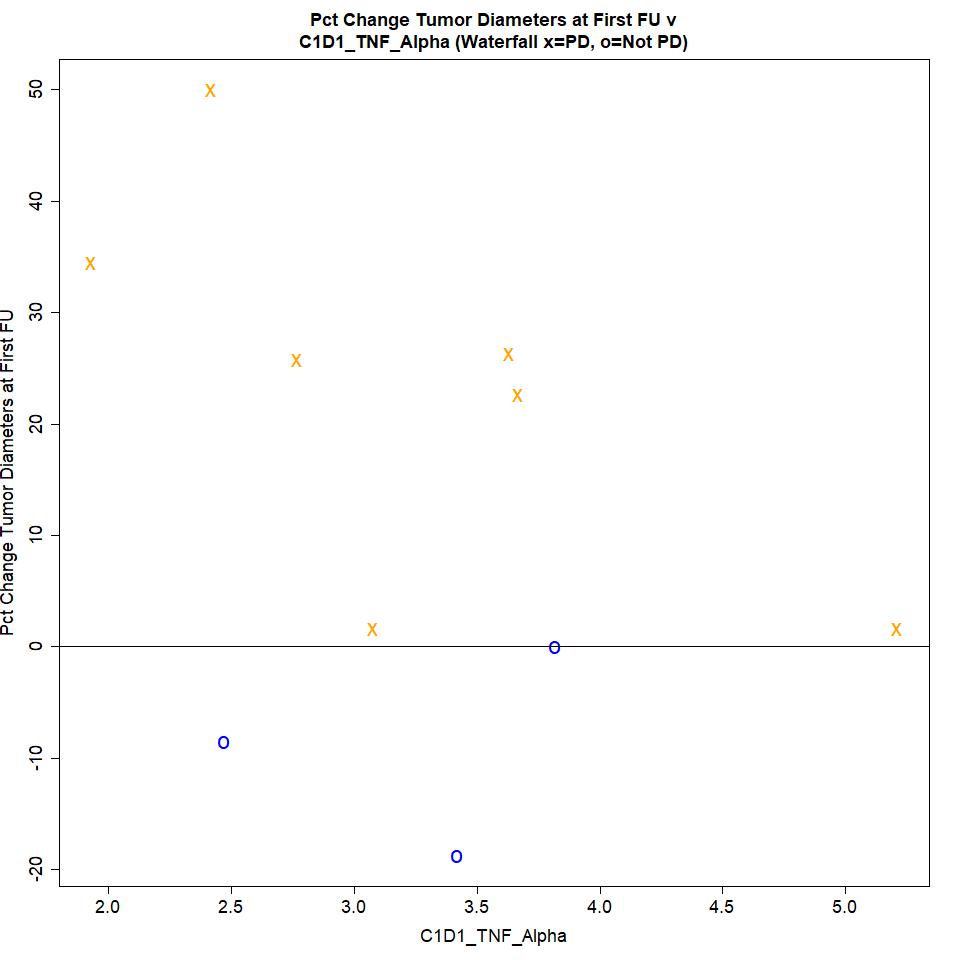 Pct Change Tumor Diameters at First FU v
C1D1_TNF_Alpha (Waterfall x=PD, o=Not PD)
Pct Change Tumor Diameters at First FU
50
40
30
20
10
0
-10
-20
X
X
X
X
X
X
X
O
O
O
2.0 2.5 3.0 3.5 4.0 4.5 5.0
C1D1_TNF_Alpha